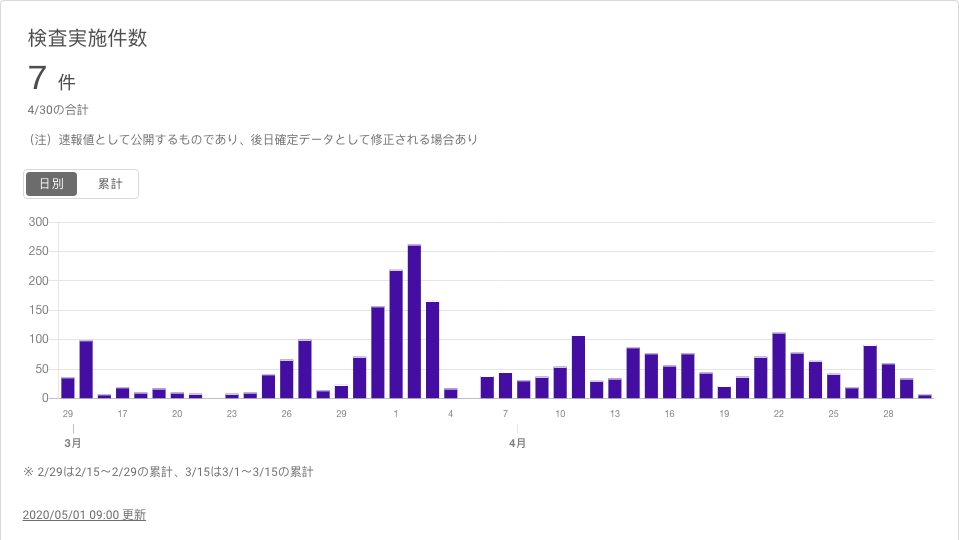 検査実施件数
7 件
4/30の合計
（注）速報値として公開するものであり、後日確定データとして修正される場合あり
日別 累計
300
250
200
150
100
50
0
29 17 20 23 26 29 1 4 7 10 13 16 19 22 25 28
3月 4月
※ 2/29は2/15～2/29の累計、3/15は3/1～3/15の累計
2020/05/01 09:00 更新